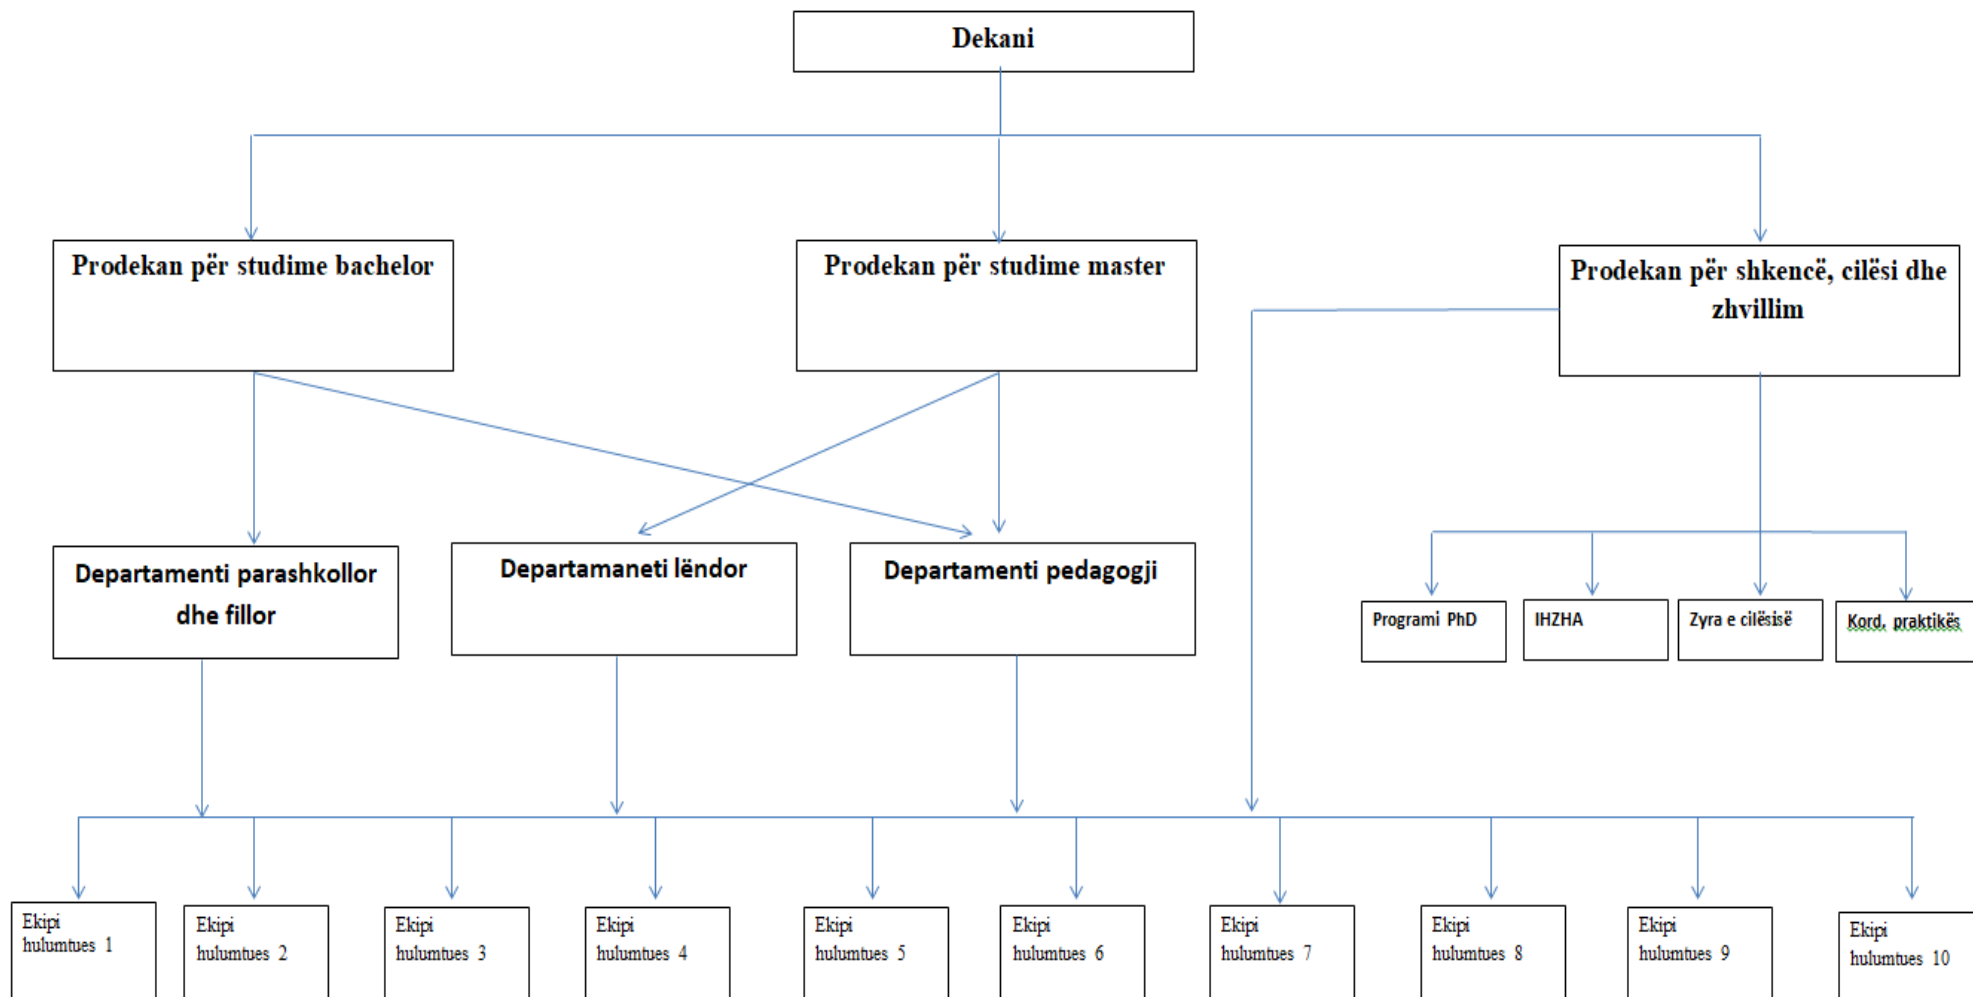 Dekani
Prodekan për studime bachelor
Prodekan për studime master
Prodekan për shkencë, cilësi dhe
zhvillim
Departamenti parashkollor
dhe fillor
Departamaneti lëndor
Departamenti pedagogji
Programi PhD
IHZHA
Zyra e cilësisë
Kord. praktikës
Ekipi
hulumtues 1
Ekipi
hulumtues 2
Ekipi
hulumtues 3
Ekipi
hulumtues 4
Ekipi
hulumtues 5
Ekipi
hulumtues 6
Ekipi
hulumtues 7
Ekipi
hulumtues 8
Ekipi
hulumtues 9
Ekipi
hulumtues 10